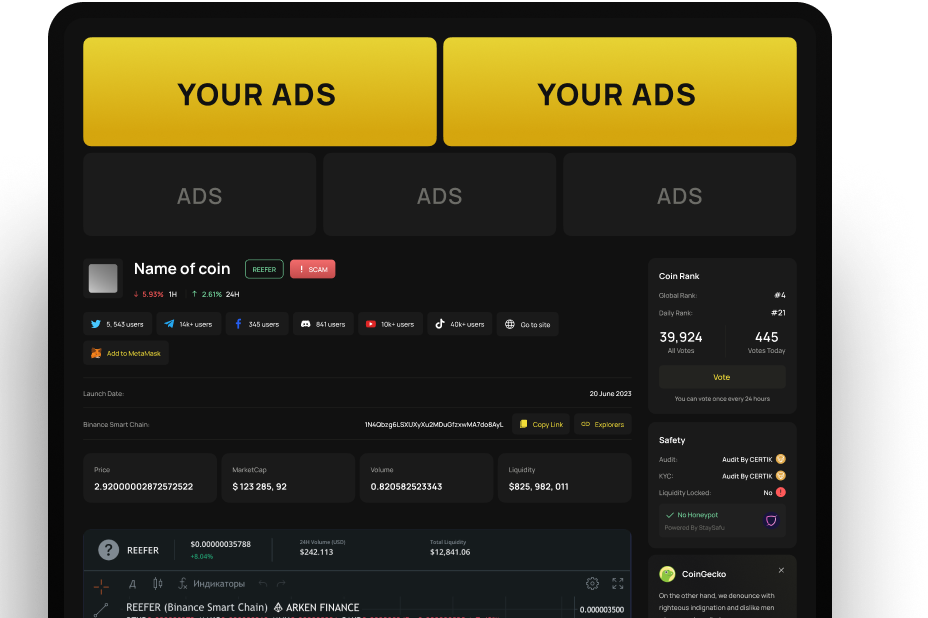 YOUR ADS
YOUR ADS
ADS
ADS
ADS
Name of coin
REEFER
! SCAM
↓ 5.93% 1H
↑ 2.61% 24H
5, 543 users
14k+ users
345 users
841 users
10k+ users
40k+ users
Go to site
Add to MetaMask
Launch Date:
20 June 2023
Binance Smart Chain:
1N4Qbzg6LSXUXyXu2MDuGfzxwMA7do8AyL
Copy Link
Explorers
Price
2.92000002872572522
MarketCap
$ 123 285, 92
Volume
0.820582523343
Liquidity
$825, 982, 011
? REEFER
$0.00000035788
+8.04%
24H Volume (USD)
$242.113
Total Liquidity
$12,841.06
Д
Индикаторы
REEFER (Binance Smart Chain)
ARKEN FINANCE
0.000003500
Coin Rank
Global Rank:
#4
Daily Rank:
#21
39,924
All Votes
445
Votes Today
Vote
You can vote once every 24 hours
Safety
Audit:
Audit By CERTIK
KYC:
Audit By CERTIK
Liquidity Locked:
No !
No Honeypot
Powered By StaySafu
CoinGecko
On the other hand, we denounce with
righteous indignation and dislike men